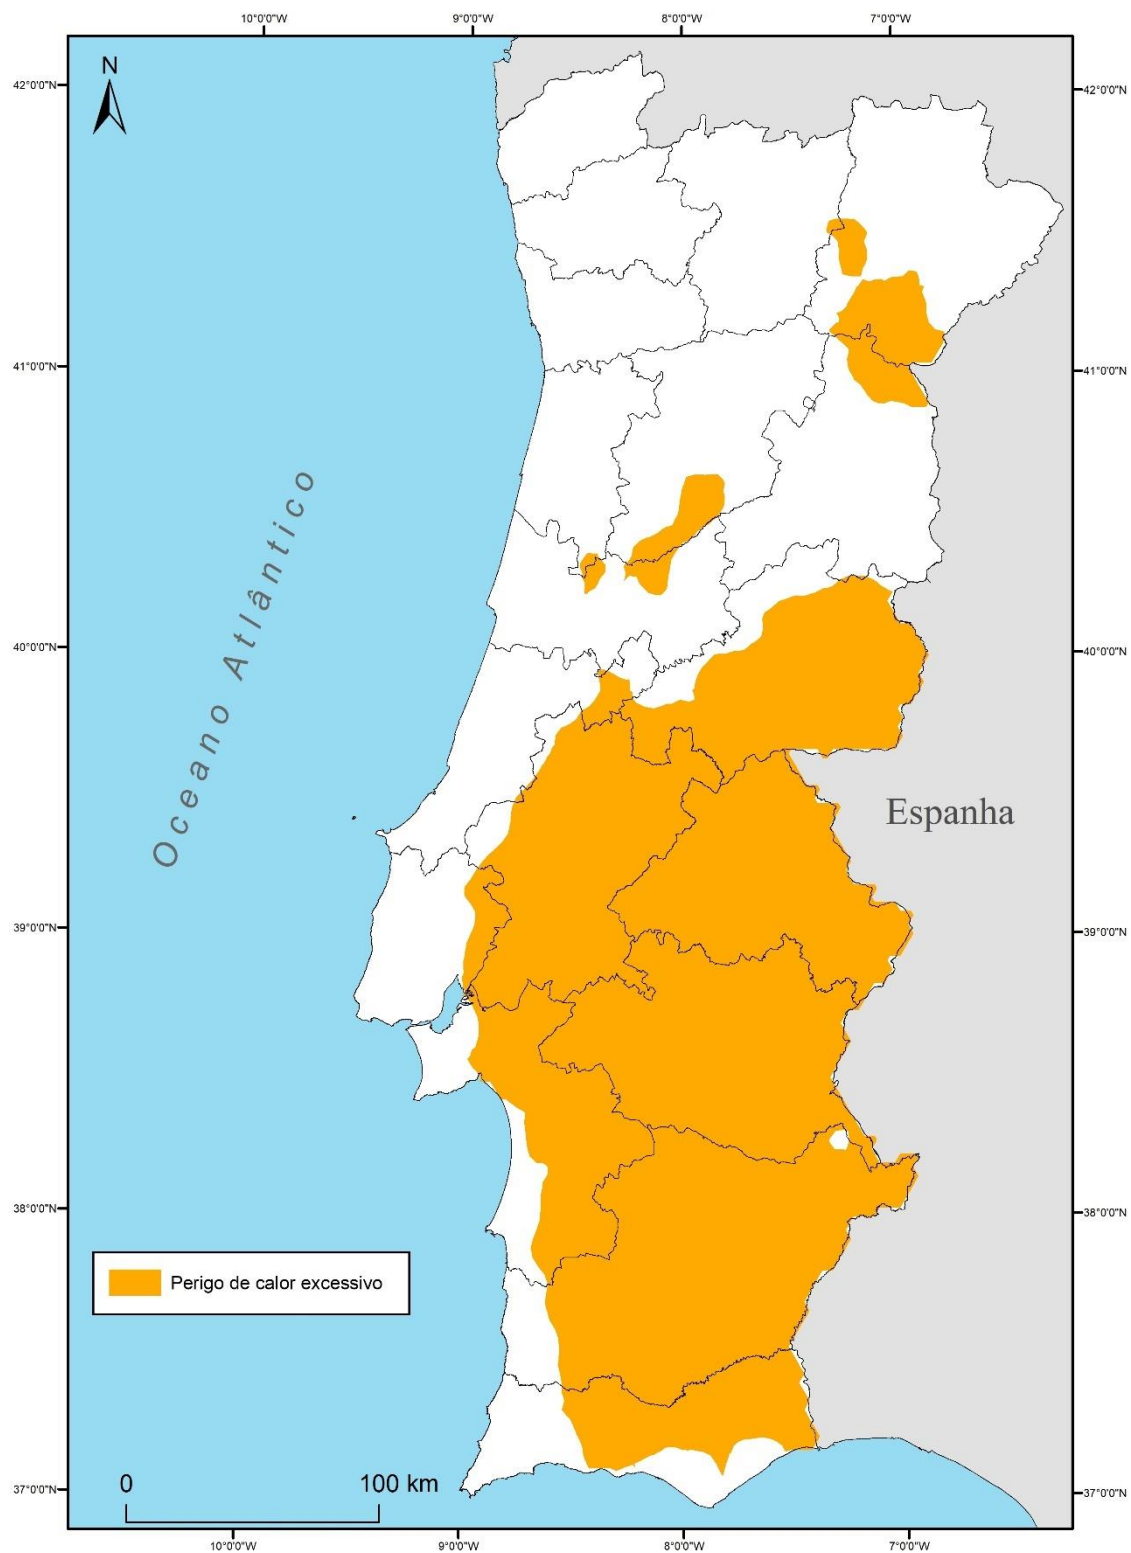 10°0'0"W 9°0'0"W 8°0'0"W 7°0'0"W
N
42°0'0"N 42°0'0"N
41°0'0"N 41°0'0"N
Oceano Atlântico
40°0'0"N 40°0'0"N
Espanha
39°0'0"N 39°0'0"N
38°0'0"N 38°0'0"N
Perigo de calor excessivo
0 100 km
37°0'0"N 37°0'0"N
10°0'0"W 9°0'0"W 8°0'0"W 7°0'0"W